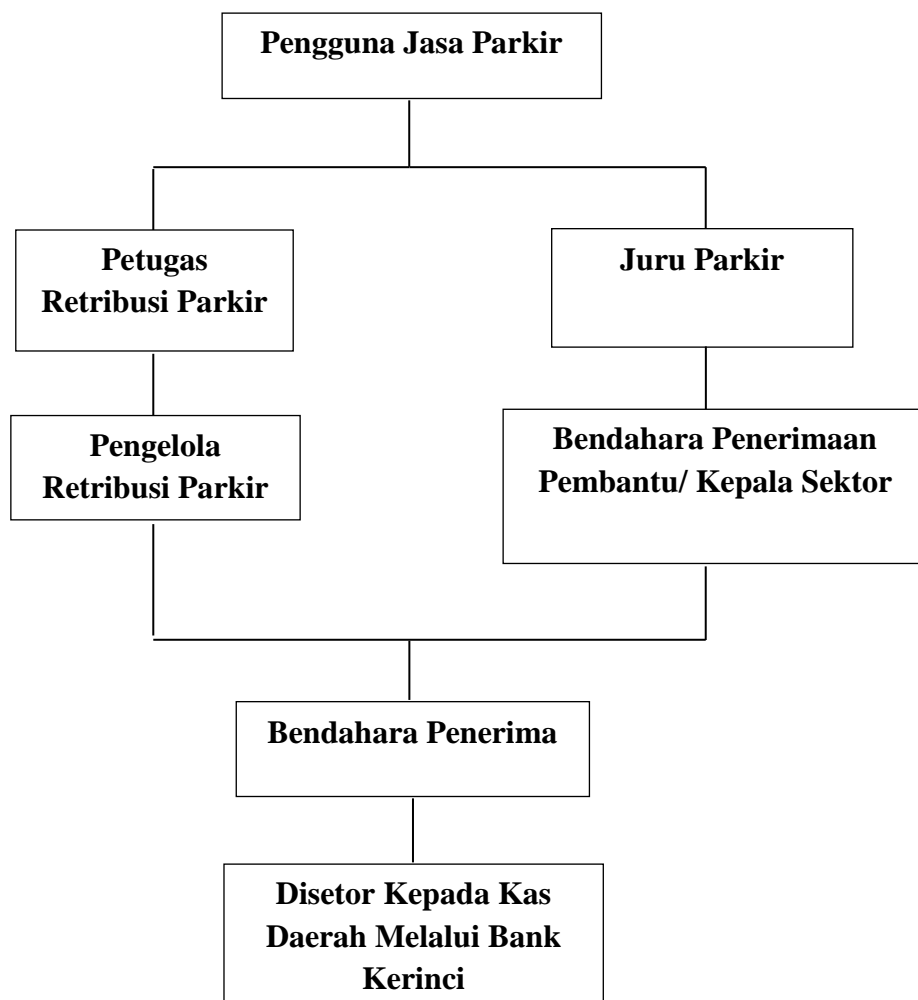 Pengguna Jasa Parkir
Petugas
Retribusi Parkir
Juru Parkir
Pengelola
Retribusi Parkir
Bendahara Penerimaan
Pembantu/ Kepala Sektor
Bendahara Penerima
Disetor Kepada Kas
Daerah Melalui Bank
Kerinci